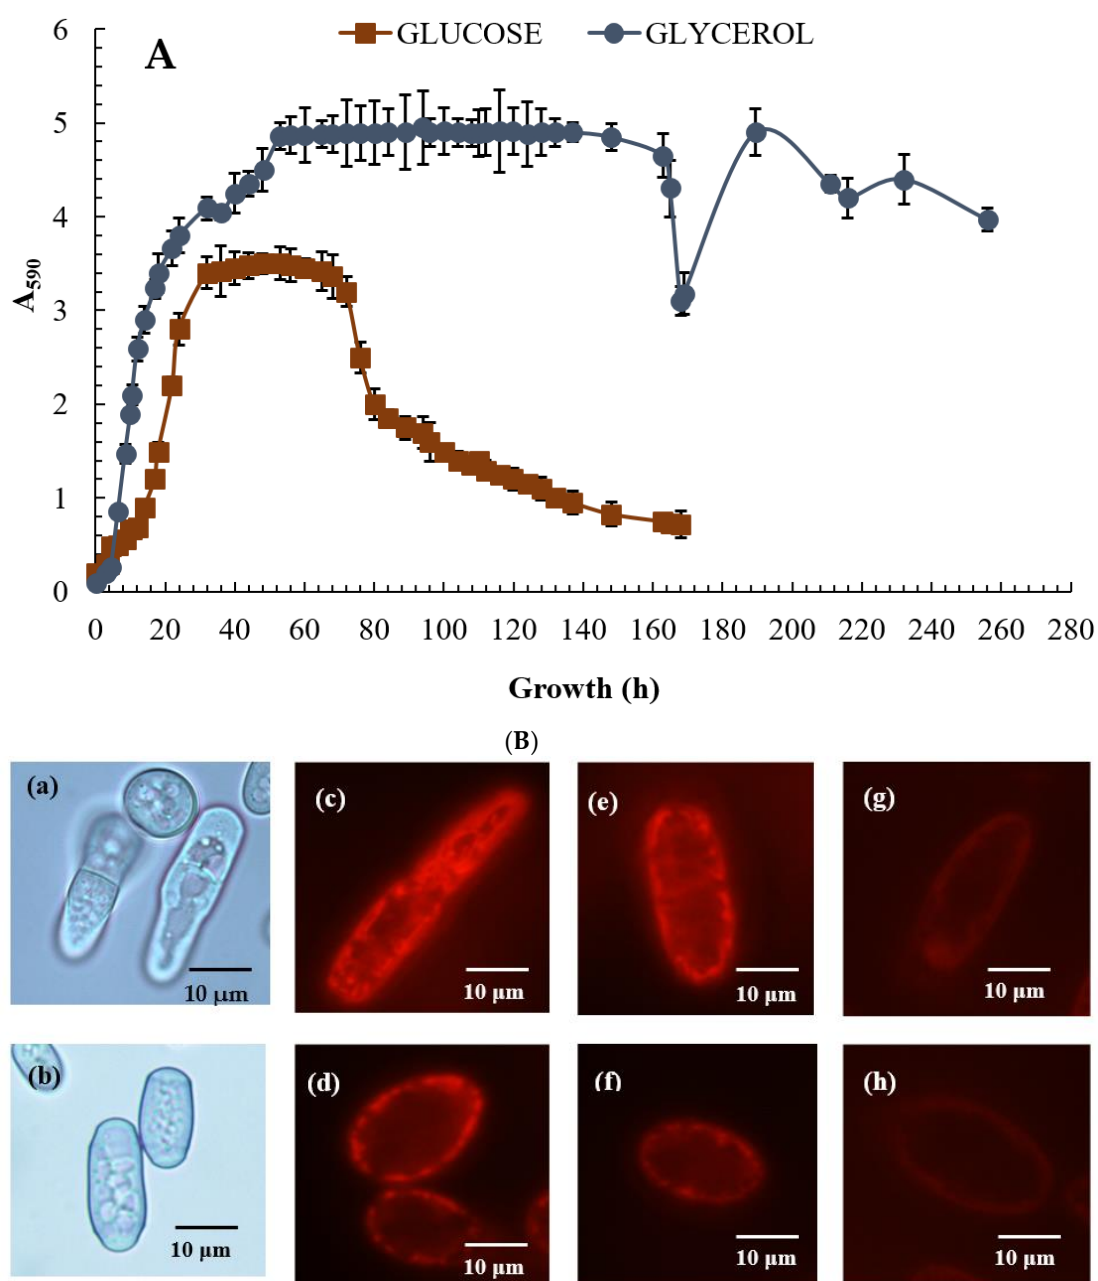 GLUCOSE GLYCEROL
A
6
5
4
3
2
1
0
A590
0 20 40 60 80 100 120 140 160 180 200 220 240 260 280
Growth (h)
(B)
(a) (c) (e) (g)
10 μm 10 μm 10 μm 10 μm
(b) (d) (f) (h)
10 μm 10 μm 10 μm 10 μm